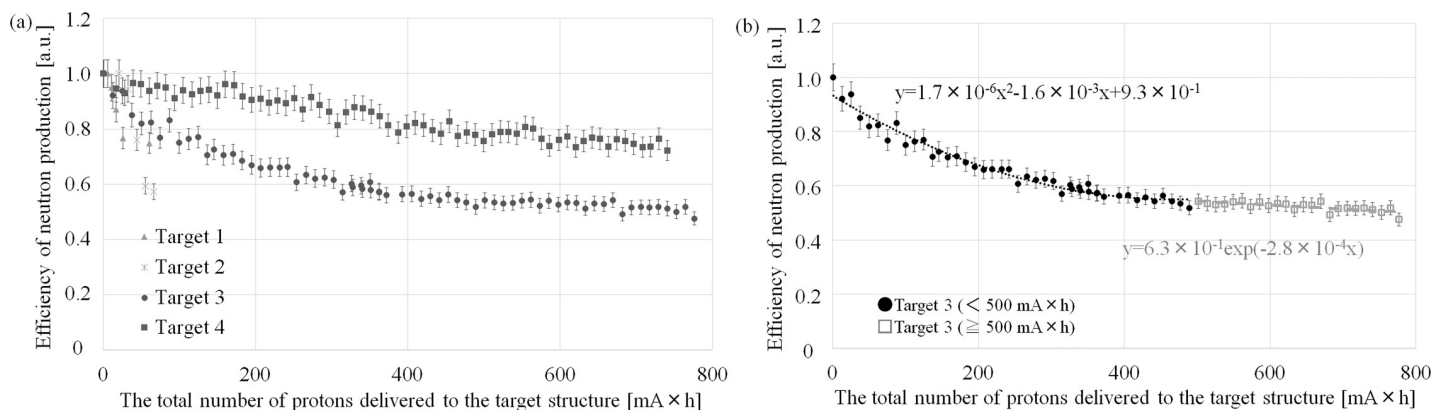 (a)
Efficiency of neutron production [a.u.]
1.2
1.0
0.8
0.6
0.4
0.2
0
Target 1
Target 2
Target 3
Target 4
0
200
400
600
800
The total number of protons delivered to the target structure [mA×h]
(b)
Efficiency of neutron production [a.u.]
1.2
1.0
0.8
0.6
0.4
0.2
0
y=1.7×10⁻⁶x²-1.6×10⁻³x+9.3×10⁻¹
y=6.3×10⁻¹exp(-2.8×10⁻⁴x)
Target 3 (<500 mA×h)
Target 3 (≧500 mA×h)
0
200
400
600
800
The total number of protons delivered to the target structure [mA×h]